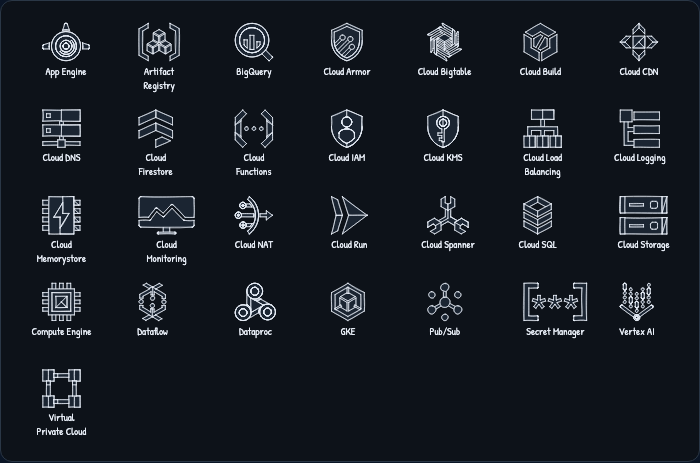 App Engine
Artifact
Registry
BigQuery
Cloud Armor
Cloud Bigtable
Cloud Build
Cloud CDN
Cloud DNS
Cloud
Firestore
Cloud
Functions
Cloud IAM
Cloud KMS
Cloud Load
Balancing
Cloud Logging
Cloud
Memorystore
Cloud
Monitoring
Cloud NAT
Cloud Run
Cloud Spanner
Cloud SQL
Cloud Storage
Compute Engine
Dataflow
Dataproc
GKE
Pub/Sub
***
Secret Manager
Vertex AI
Virtual
Private Cloud